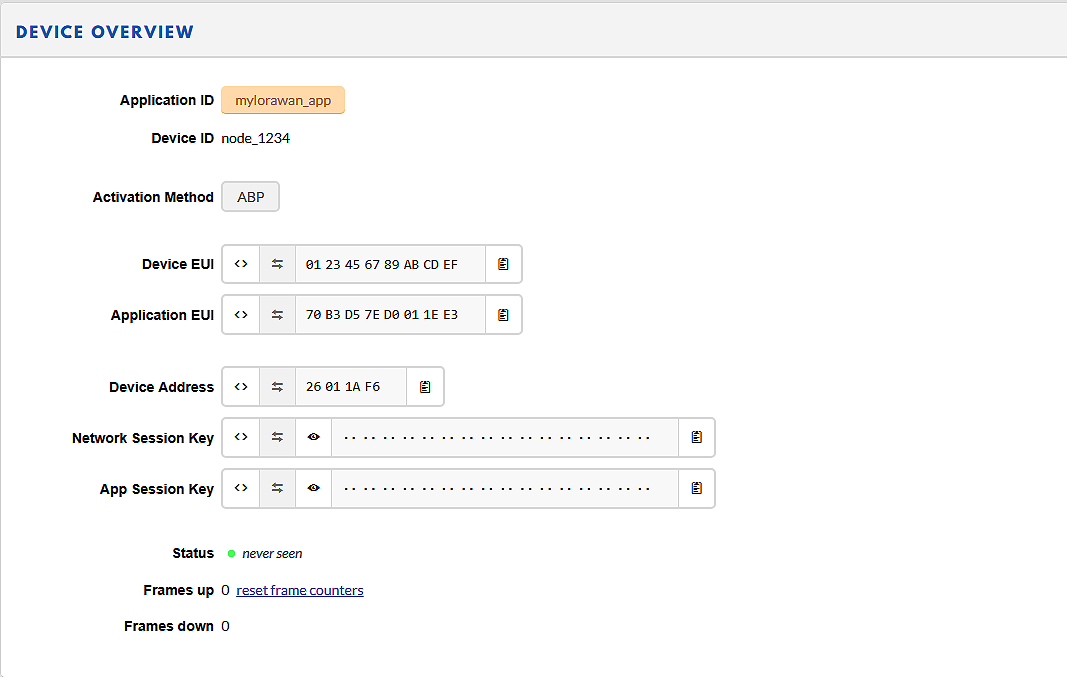 DEVICE OVERVIEW
Application ID mylorawan_app
Device ID node_1234
Activation Method ABP
Device EUI <> 01 23 45 67 89 AB CD EF
Application EUI <> 70 B3 D5 7E D0 01 1E E3
Device Address <> 26 01 1A F6
Network Session Key <> ·· ·· ·· ·· ·· ·· ·· ·· ·· ·· ·· ·· ·· ·· ·· ··
App Session Key <> ·· ·· ·· ·· ·· ·· ·· ·· ·· ·· ·· ·· ·· ·· ·· ··
Status never seen
Frames up 0 reset frame counters
Frames down 0